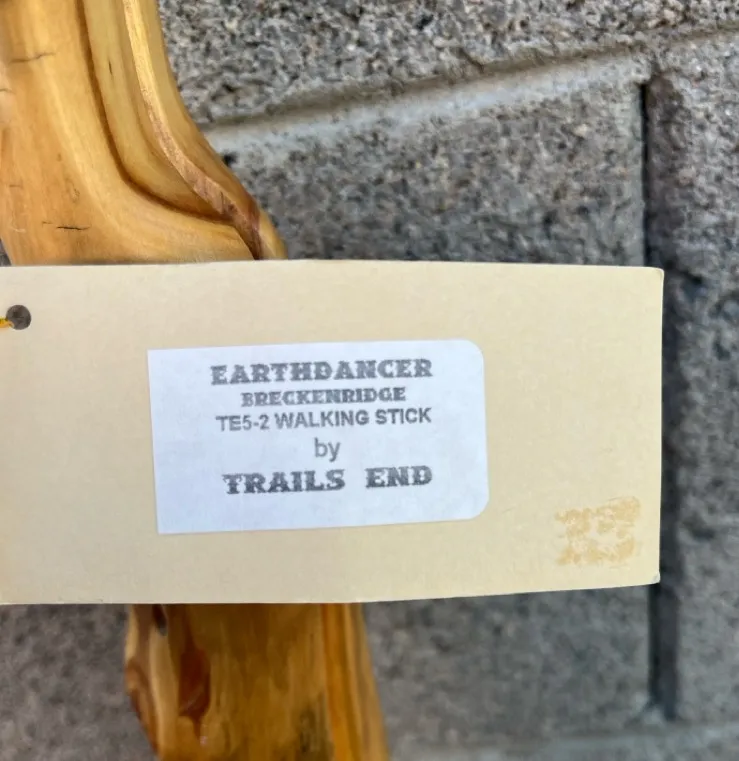 EARTHDANCER
BRECKENRIDGE
TE5-2 WALKING STICK
by
TRAILS END